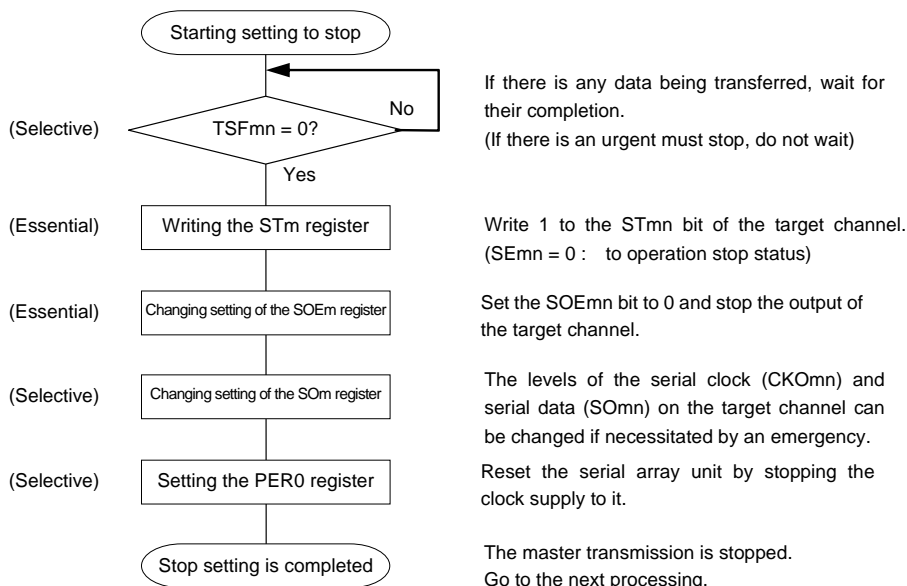 Starting setting to stop
No
If there is any data being transferred, wait for
their completion.
(If there is an urgent must stop, do not wait)
(Selective)
TSFmn = 0?
Yes
(Essential)
Writing the STm register
Write 1 to the STmn bit of the target channel.
(SEmn = 0 : to operation stop status)
(Essential)
Changing setting of the SOEm register
Set the SOEmn bit to 0 and stop the output of
the target channel.
(Selective)
Changing setting of the SOm register
The levels of the serial clock (CKOmn) and
serial data (SOmn) on the target channel can
be changed if necessitated by an emergency.
(Selective)
Setting the PER0 register
Reset the serial array unit by stopping the
clock supply to it.
Stop setting is completed
The master transmission is stopped.
Go to the next processing.